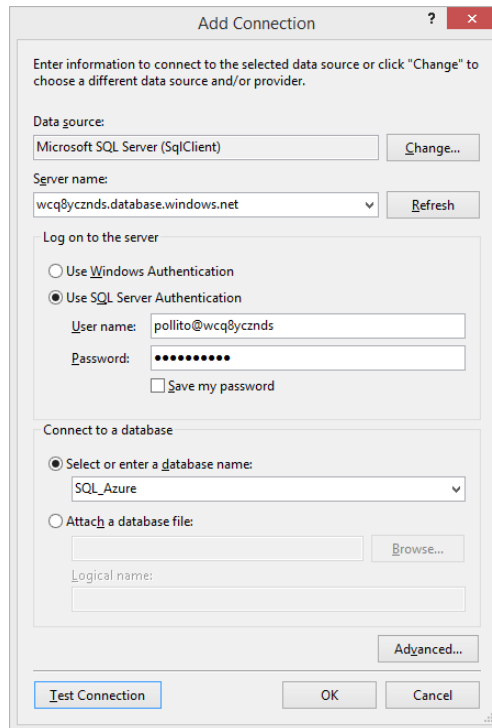 Add Connection
?
Enter information to connect to the selected data source or click "Change" to
choose a different data source and/or provider.
Data source:
Microsoft SQL Server (SqlClient)
Change...
Server name:
wcq8ycznds.database.windows.net
Refresh
Log on to the server
Use Windows Authentication
Use SQL Server Authentication
User name:
pollito@wcq8ycznds
Password:
●●●●●●●●●●
Save my password
Connect to a database
Select or enter a database name:
SQL_Azure
Attach a database file:
Browse...
Logical name:
Advanced...
Test Connection
OK
Cancel